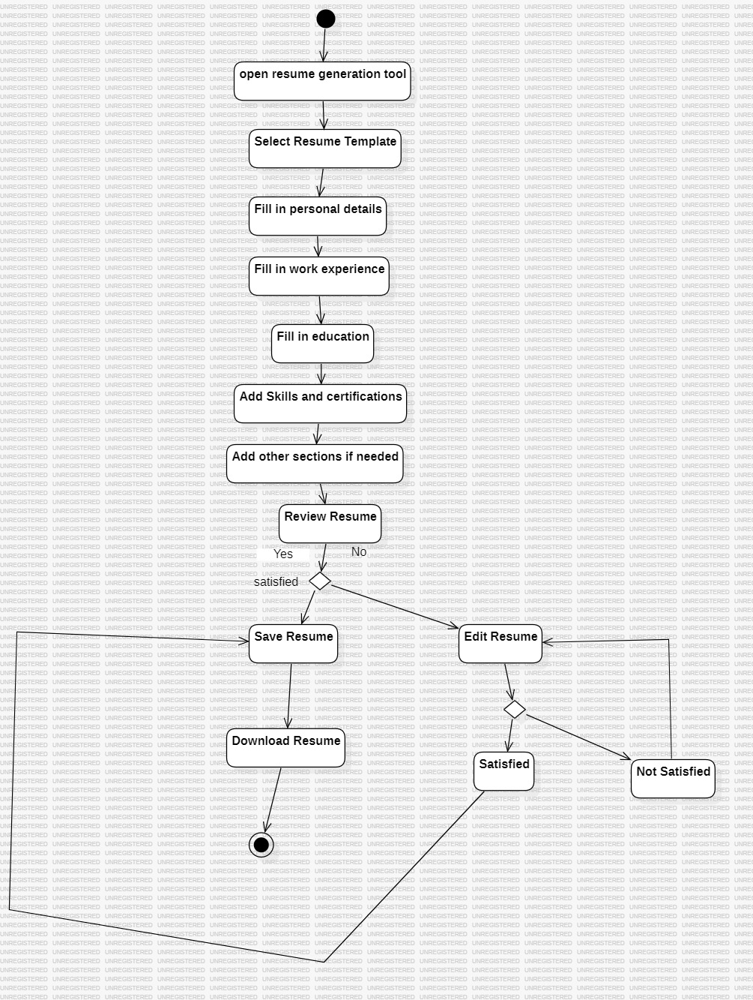 open resume generation tool
Select Resume Template
Fill in personal details
Fill in work experience
Fill in education
Add Skills and certifications
Add other sections if needed
Review Resume
Yes
No
satisfied
Save Resume
Edit Resume
Download Resume
Satisfied
Not Satisfied
UNREGISTERED